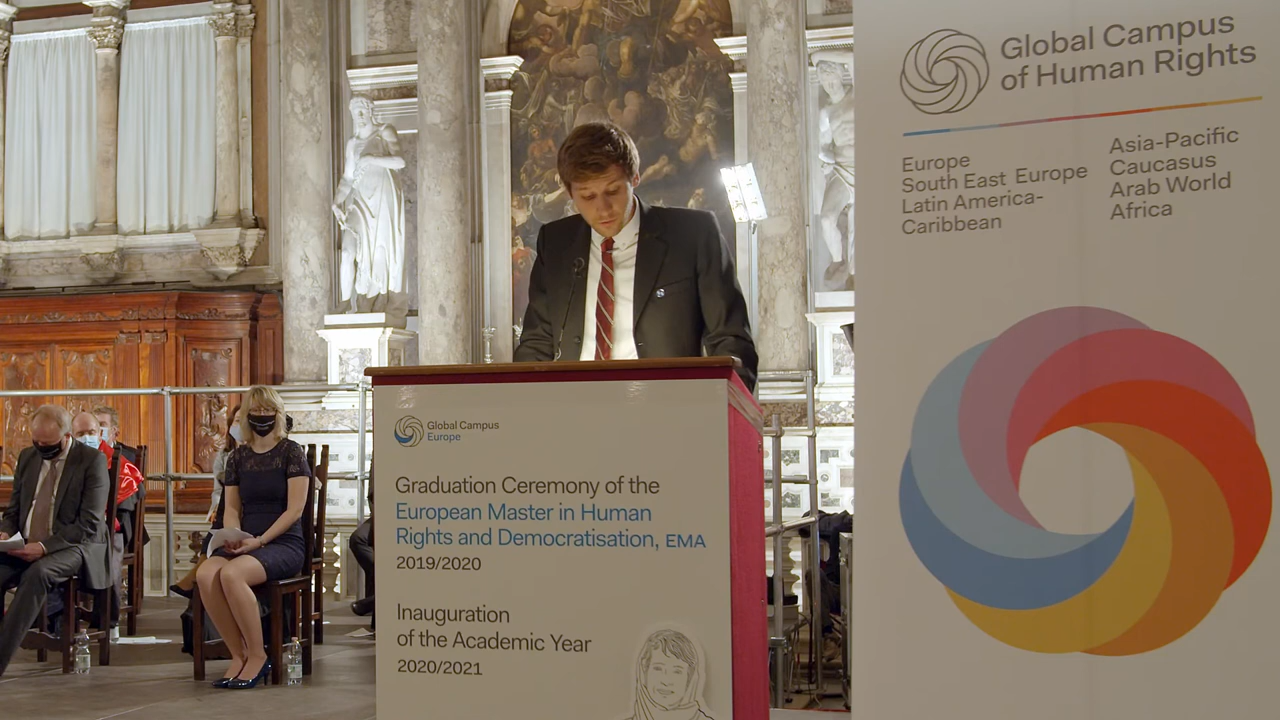 Global Campus
of Human Rights
Europe
South East Europe
Latin America-
Caribbean
Asia-Pacific
Caucasus
Arab World
Africa
Global Campus
Europe
Graduation Ceremony of the
European Master in Human
Rights and Democratisation, EMA
2019/2020
Inauguration
of the Academic Year
2020/2021